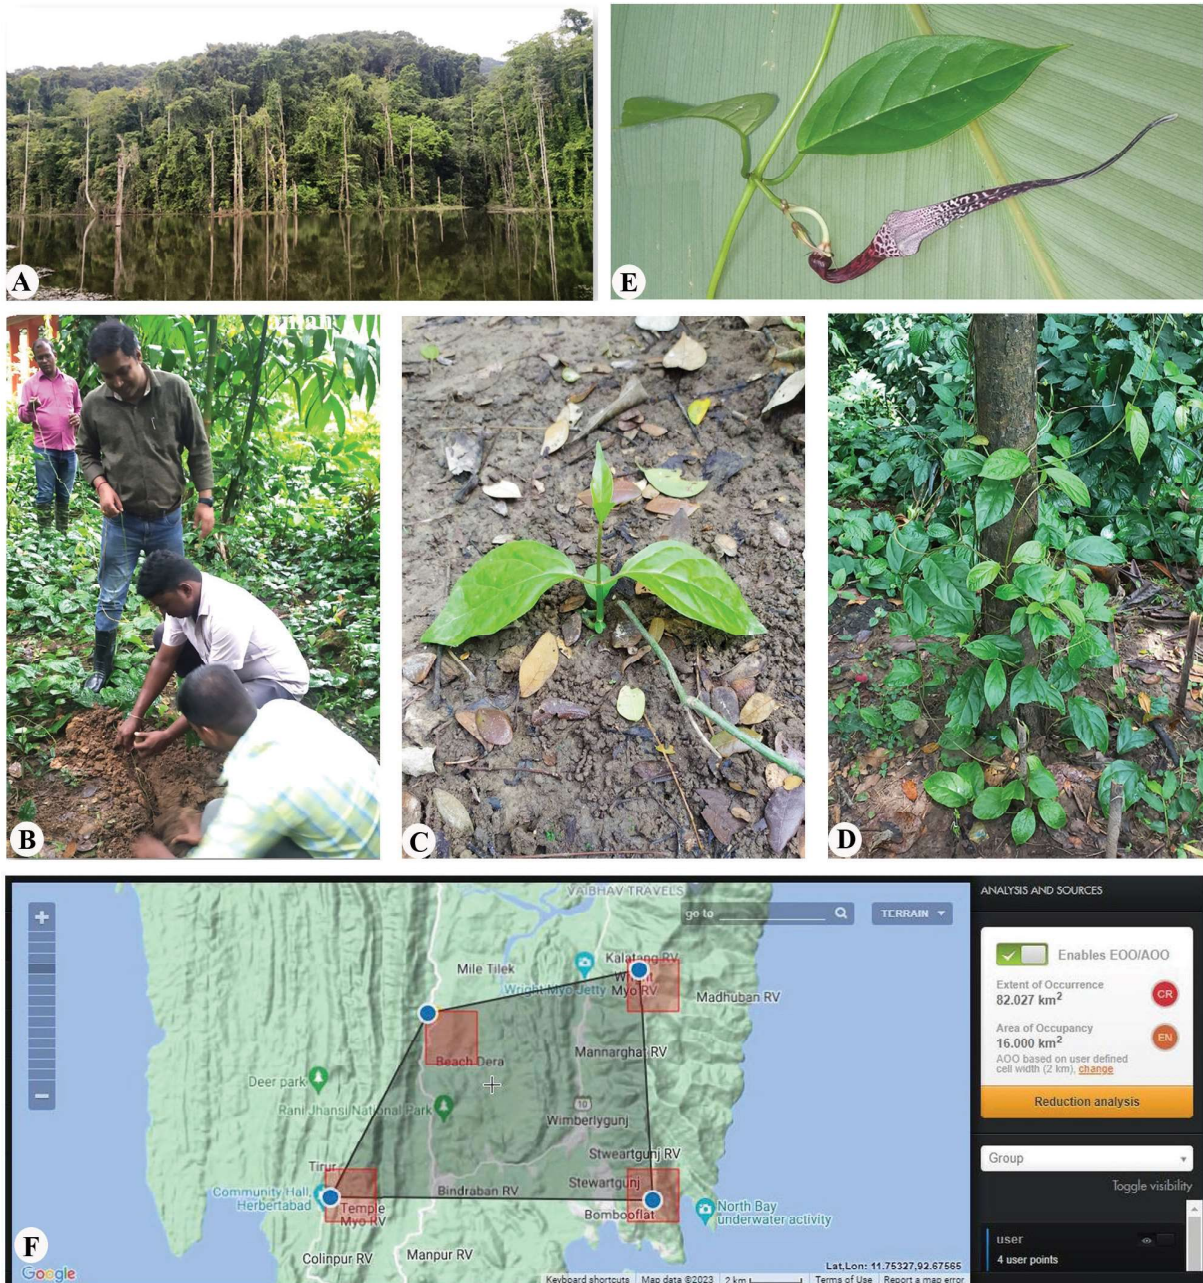 A
E
B
C
D
VAIBHAV TRAVELS
go to
TERRAIN
Mile Tilek
Kalatang RV
Wright Myo Jetty
Wright
Myo RV
Madhuban RV
Beach Dera
Mannarghat RV
Deer park
Rani Jhansi National Park
10
Wimberlygunj
Tirur
Stweartgunj RV
Community Hall,
Herbertabad
Temple
Myo RV
Bindraban RV
Stewartgunj
Bombooflat
North Bay
underwater activity
Colinpur RV
Manpur RV
F
Google
Lat,Lon: 11.75327,92.67565
Keyboard shortcuts
Map data ©2023
2 km
Terms of Use
Report a map error
ANALYSIS AND SOURCES
Enables EOO/AOO
Extent of Occurrence
82.027 km²
CR
Area of Occupancy
16.000 km²
EN
AOO based on user defined
cell width (2 km), change
Reduction analysis
Group
Toggle visibility
user
4 user points